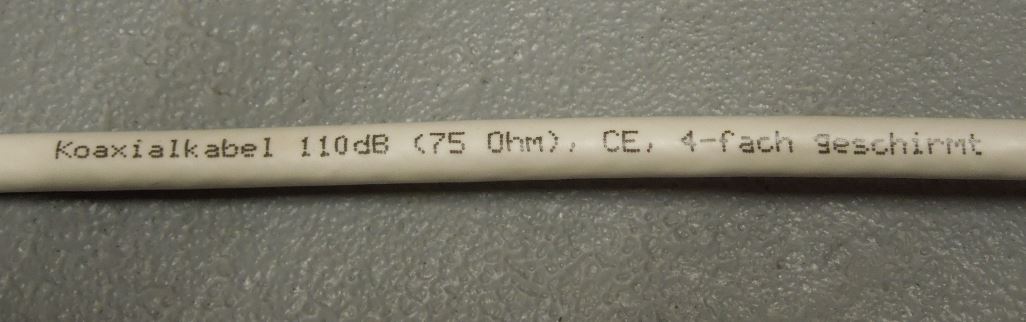 Koaxialkabel 110dB (75 Ohm), CE, 4-fach geschirmt